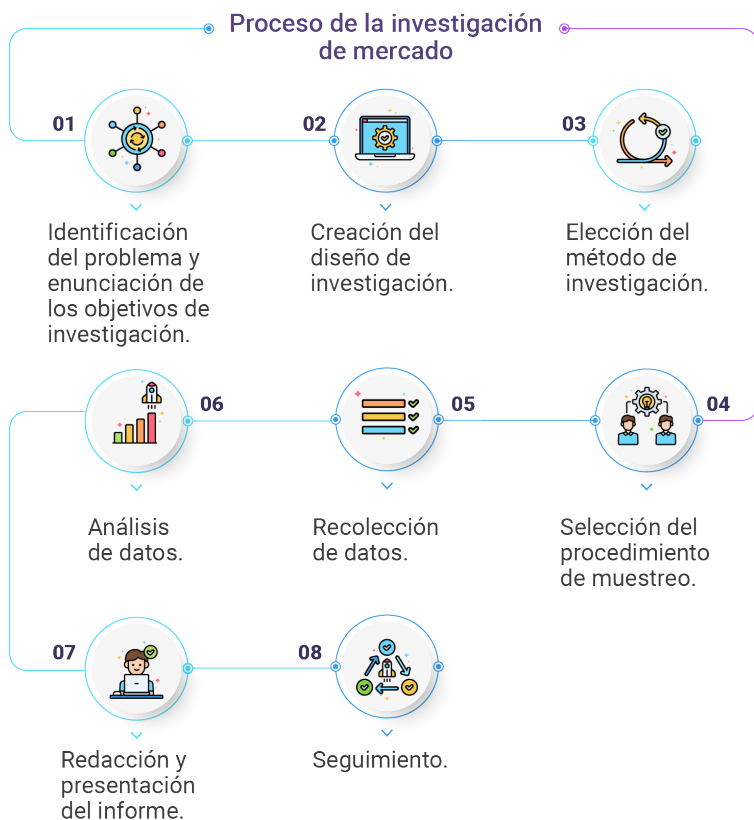 Proceso de la investigación
de mercado
01
Identificación
del problema y
enunciación de
los objetivos de
investigación.
02
Creación del
diseño de
investigación.
03
Elección del
método de
investigación.
04
Selección del
procedimiento
de muestreo.
05
Recolección
de datos.
06
Análisis
de datos.
07
Redacción y
presentación
del informe.
08
Seguimiento.